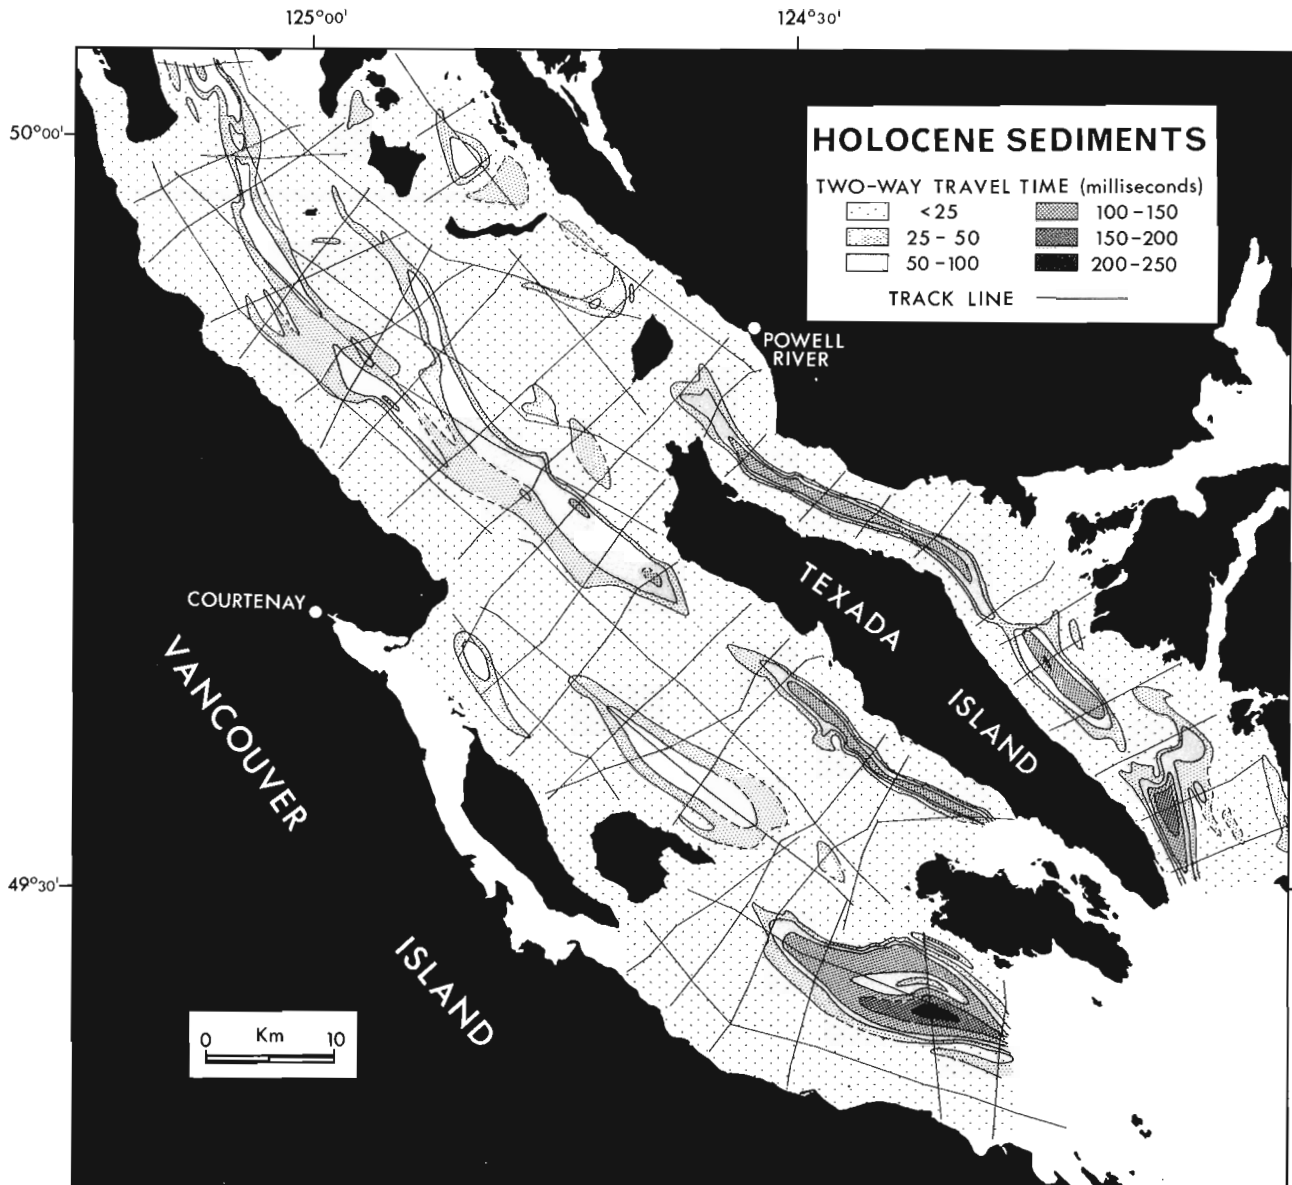 125°00'
124°30'
50°00'
HOLOCENE SEDIMENTS
TWO-WAY TRAVEL TIME (milliseconds)
<25
100-150
25-50
150-200
50-100
200-250
TRACK LINE
POWELL
RIVER
COURTENAY
TEXADA
ISLAND
VANCOUVER
ISLAND
49°30'
0 Km 10